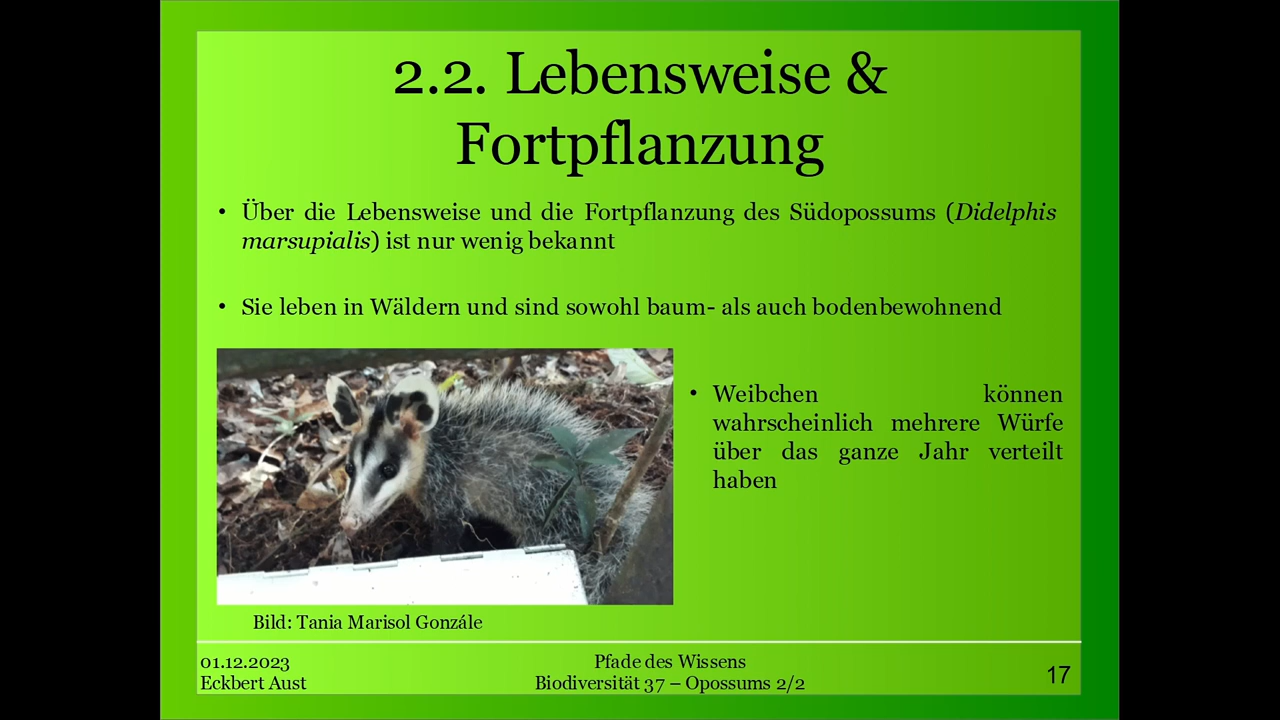 2.2. Lebensweise &
Fortpflanzung
• Über die Lebensweise und die Fortpflanzung des Südopossums (Didelphis
marsupialis) ist nur wenig bekannt
• Sie leben in Wäldern und sind sowohl baum- als auch bodenbewohnend
• Weibchen können
wahrscheinlich mehrere Würfe
über das ganze Jahr verteilt
haben
Bild: Tania Marisol Gonzále
01.12.2023
Eckbert Aust
Pfade des Wissens
Biodiversität 37 – Opossums 2/2
17